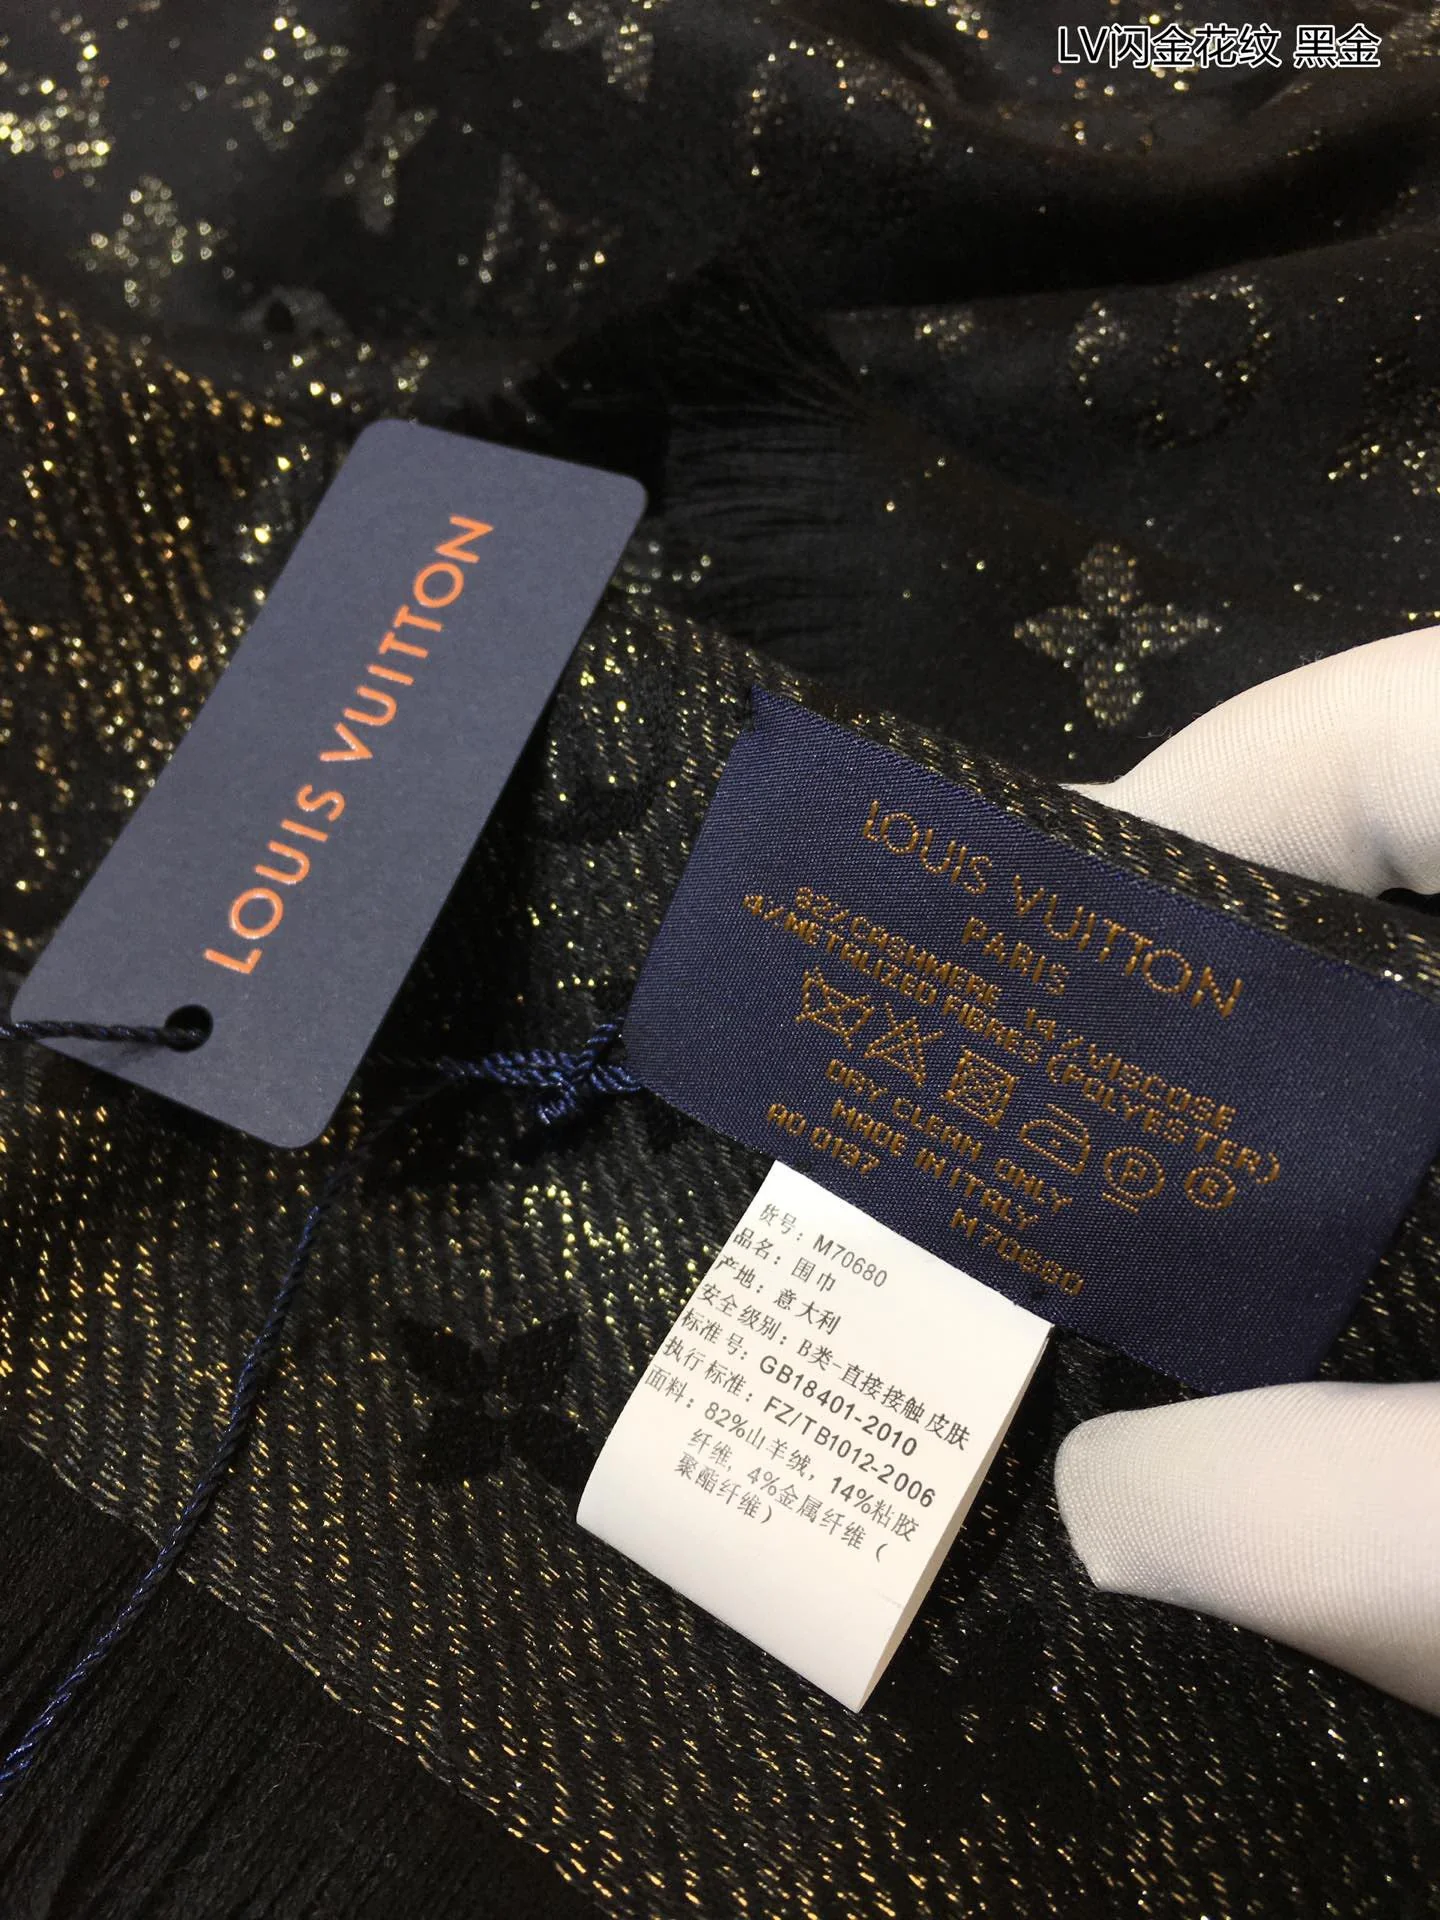 LV闪金花纹 黑金
LOUIS VUITTON
LOUIS VUITTON
PARIS
82%CASHMERE 14%VISCOSE
4%METALIZED FIBRES (POLYESTER)
P
DRY CLEAN ONLY
MADE IN ITALY
AD 0197
M70680
货号：M70680
品名：围巾
产地：意大利
安全级别：B类-直接接触皮肤
标准号：GB18401-2010
执行标准：FZ/TB1012-2006
面料：82%山羊绒，14%粘胶
纤维，4%金属纤维（
聚酯纤维）